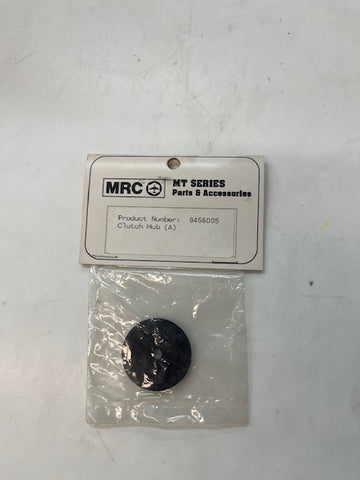 MRC
MT SERIES
Parts & Accessories
Product Number: 9456005
Clutch Hub (A)